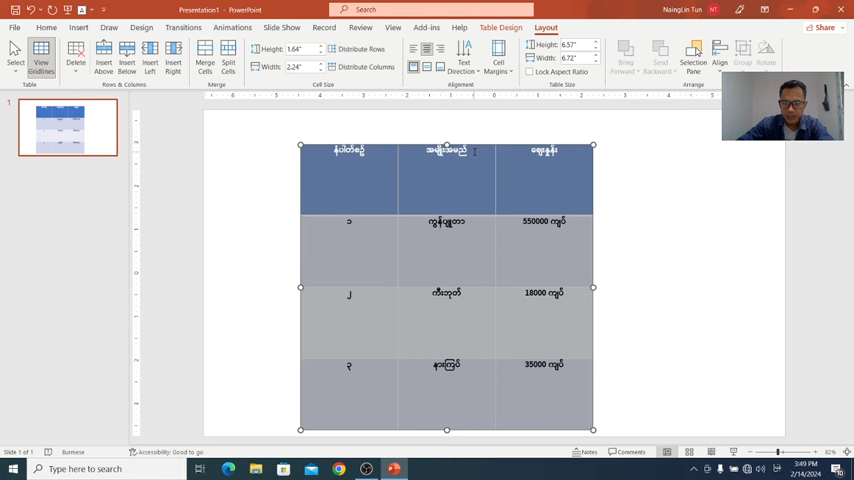 Presentation1 - PowerPoint
Search
NaingLin Tun
NT
File
Home
Insert
Draw
Design
Transitions
Animations
Slide Show
Record
Review
View
Add-ins
Help
Table Design
Layout
Share
Select
View Gridlines
Delete
Insert Above
Insert Below
Insert Left
Insert Right
Merge Cells
Split Cells
Height: 1.64"
Width: 2.24"
Distribute Rows
Distribute Columns
Text Direction
Cell Margins
Height: 6.57"
Width: 6.72"
Lock Aspect Ratio
Bring Forward
Send Backward
Selection Pane
Align
Group
Rotate
Table
Rows & Columns
Cell Size
Alignment
Table Size
Arrange
1
နံပါတ်စဥ် အမျိုးအမည် ဈေးနှုန်း
၁ ကွန်ပျူတာ 550000 ကျပ်
၂ ကီးဘုတ် 18000 ကျပ်
၃ နားကြပ် 35000 ကျပ်
Slide 1 of 1
Burmese
Accessibility: Good to go
Notes
Comments
82%
Type here to search
3:49 PM
2/14/2024